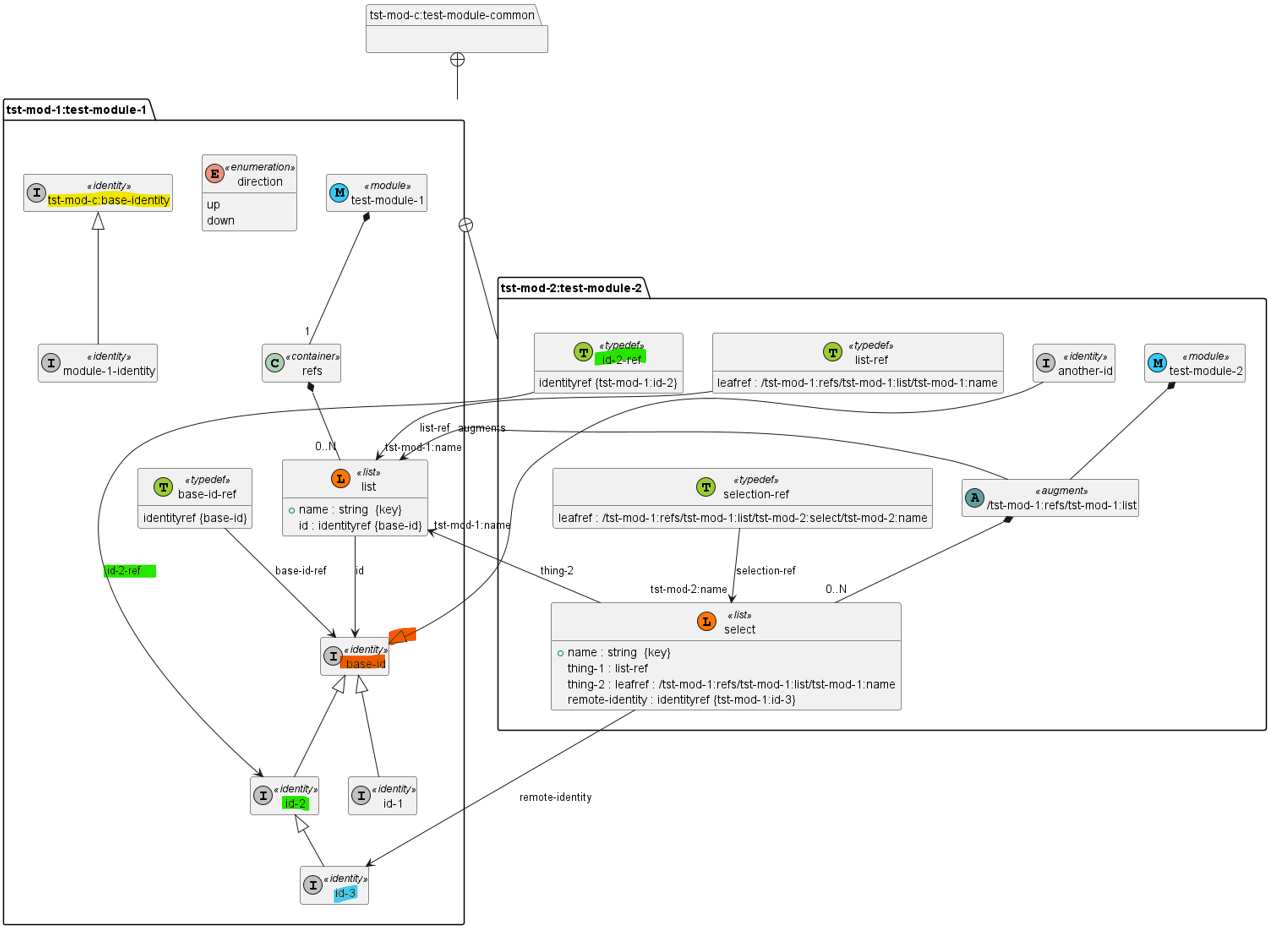 tst-mod-c:test-module-common
tst-mod-1:test-module-1
I «identity»
tst-mod-c:base-identity
E «enumeration»
direction
up
down
M «module»
test-module-1
1
I «identity»
module-1-identity
C «container»
refs
0..N
tst-mod-2:test-module-2
T «typedef»
id-2-ref
identityref {tst-mod-1:id-2}
T «typedef»
list-ref
leafref : /tst-mod-1:refs/tst-mod-1:list/tst-mod-1:name
I «identity»
another-id
M «module»
test-module-2
list-ref
augments
tst-mod-1:name
T «typedef»
base-id-ref
identityref {base-id}
L «list»
list
name : string {key}
id : identityref {base-id}
tst-mod-1:name
T «typedef»
selection-ref
leafref : /tst-mod-1:refs/tst-mod-1:list/tst-mod-2:select/tst-mod-2:name
A «augment»
/tst-mod-1:refs/tst-mod-1:list
id-2-ref
base-id-ref
id
thing-2
selection-ref
tst-mod-2:name
0..N
L «list»
select
name : string {key}
thing-1 : list-ref
thing-2 : leafref : /tst-mod-1:refs/tst-mod-1:list/tst-mod-1:name
remote-identity : identityref {tst-mod-1:id-3}
I «identity»
base-id
I «identity»
id-2
I «identity»
id-1
remote-identity
I «identity»
id-3